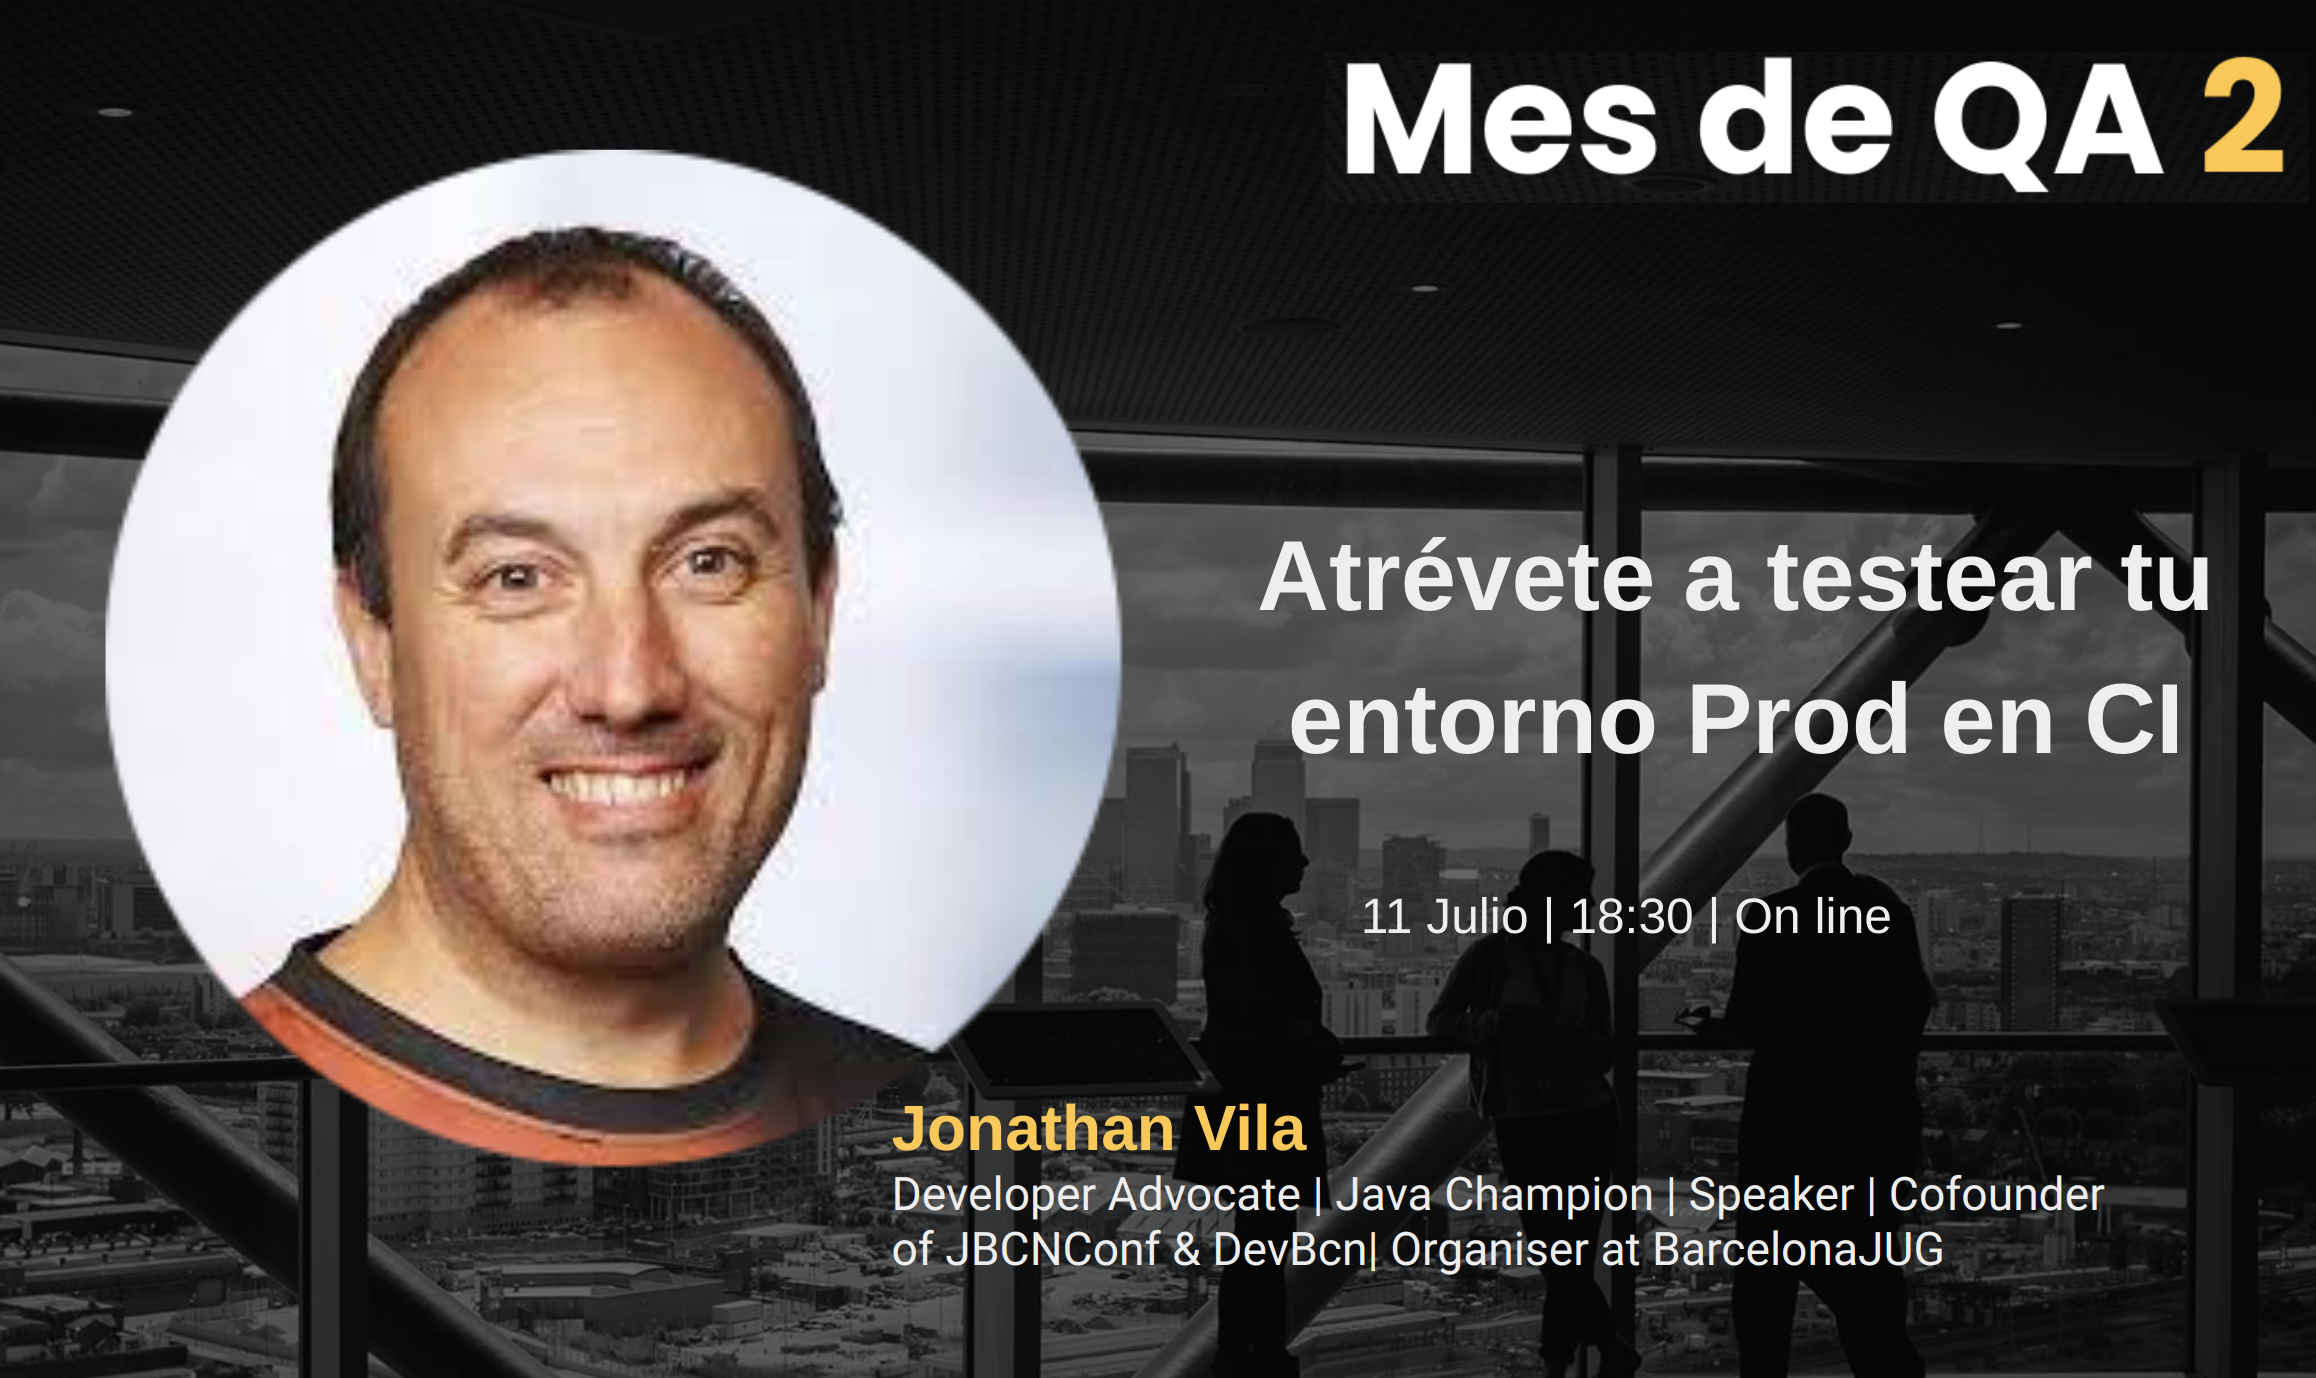 Mes de QA 2
Atrévete a testear tu
entorno Prod en CI
11 Julio | 18:30 | On line
Jonathan Vila
Developer Advocate | Java Champion | Speaker | Cofounder
of JBCNConf & DevBcn| Organiser at BarcelonaJUG